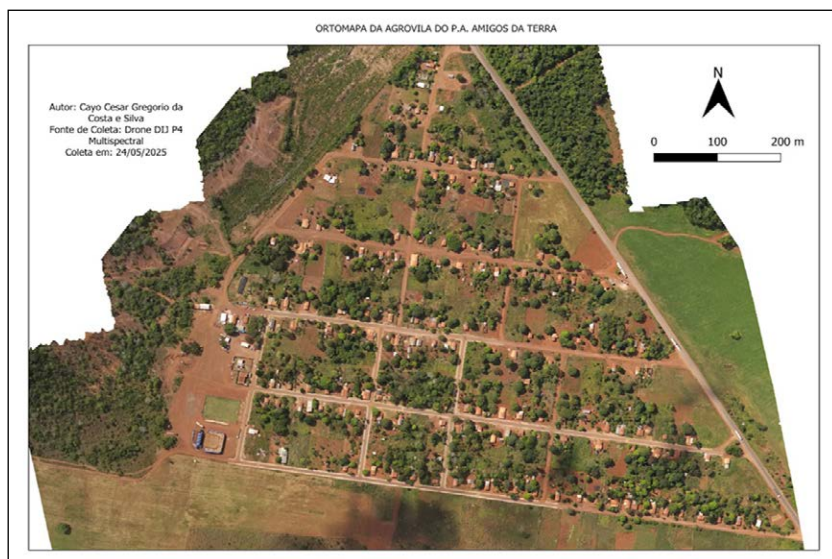 ORTOMAPA DA AGROVILA DO P.A. AMIGOS DA TERRA
Autor: Cayo Cesar Gregorio da
Costa e Silva
Fonte de Coleta: Drone DIJ P4
Multispectral
Coleta em: 24/05/2025
N
0 100 200 m